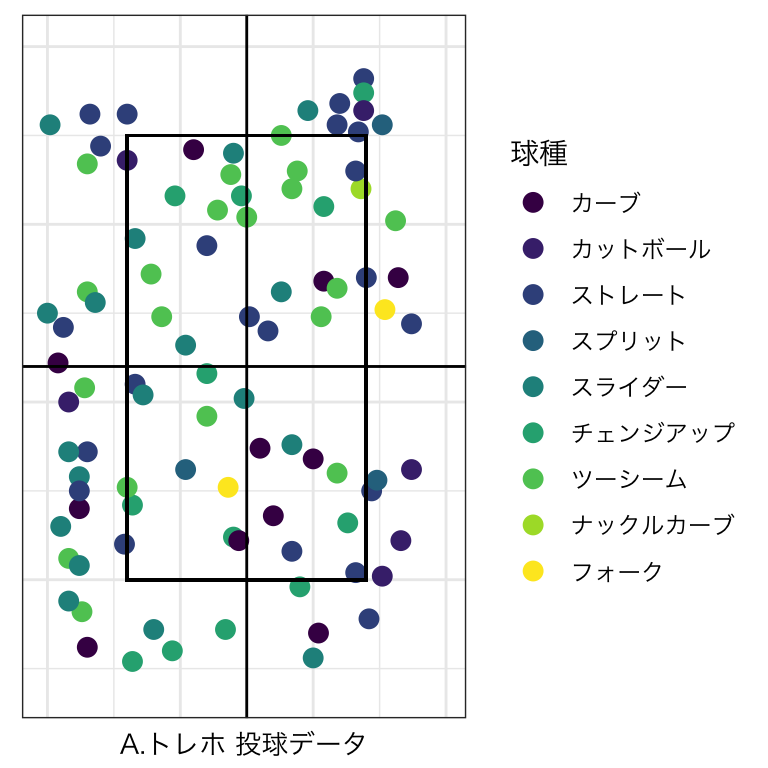 球種
カーブ
カットボール
ストレート
スプリット
スライダー
チェンジアップ
ツーシーム
ナックルカーブ
フォーク
A.トレホ 投球データ